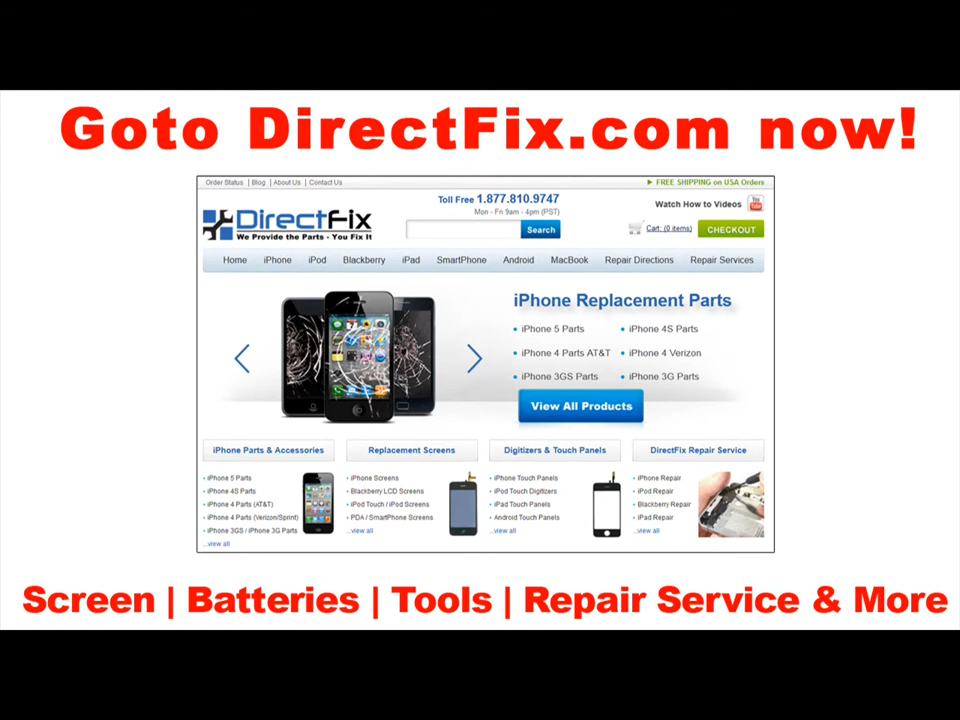 Goto DirectFix.com now!
Order Status | Blog | About Us | Contact Us
FREE SHIPPING on USA Orders
Toll Free 1.877.810.9747
Mon - Fri 9am - 4pm (PST)
Watch How to Videos
You Tube
DirectFix
We Provide the Parts - You Fix It
Search
Cart: (0 items)
CHECKOUT
Home iPhone iPod Blackberry iPad SmartPhone Android MacBook Repair Directions Repair Services
iPhone Replacement Parts
iPhone 5 Parts
iPhone 4S Parts
iPhone 4 Parts AT&T
iPhone 4 Verizon
iPhone 3GS Parts
iPhone 3G Parts
View All Products
iPhone Parts & Accessories
iPhone 5 Parts
iPhone 4S Parts
iPhone 4 Parts (AT&T)
iPhone 4 Parts (Verizon/Sprint)
iPhone 3GS / iPhone 3G Parts
...view all
Replacement Screens
iPhone Screens
Blackberry LCD Screens
iPod Touch / iPod Screens
PDA / SmartPhone Screens
...view all
Digitizers & Touch Panels
iPhone Touch Panels
iPod Touch Digitizers
iPad Touch Panels
Android Touch Panels
...view all
DirectFix Repair Service
iPhone Repair
iPod Repair
Blackberry Repair
iPad Repair
...view all
Screen | Batteries | Tools | Repair Service & More